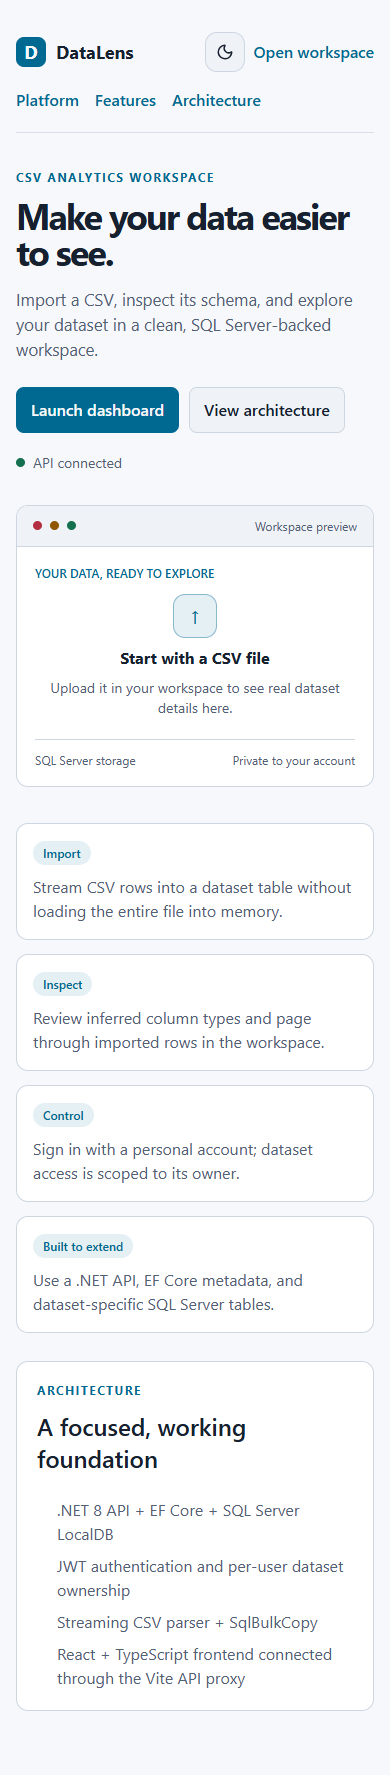 D DataLens
Open workspace
Platform Features Architecture
CSV ANALYTICS WORKSPACE
Make your data easier
to see.
Import a CSV, inspect its schema, and explore
your dataset in a clean, SQL Server-backed
workspace.
Launch dashboard View architecture
API connected
Workspace preview
YOUR DATA, READY TO EXPLORE
↑
Start with a CSV file
Upload it in your workspace to see real dataset
details here.
SQL Server storage Private to your account
Import
Stream CSV rows into a dataset table without
loading the entire file into memory.
Inspect
Review inferred column types and page
through imported rows in the workspace.
Control
Sign in with a personal account; dataset
access is scoped to its owner.
Built to extend
Use a .NET API, EF Core metadata, and
dataset-specific SQL Server tables.
ARCHITECTURE
A focused, working
foundation
.NET 8 API + EF Core + SQL Server
LocalDB
JWT authentication and per-user dataset
ownership
Streaming CSV parser + SqlBulkCopy
React + TypeScript frontend connected
through the Vite API proxy